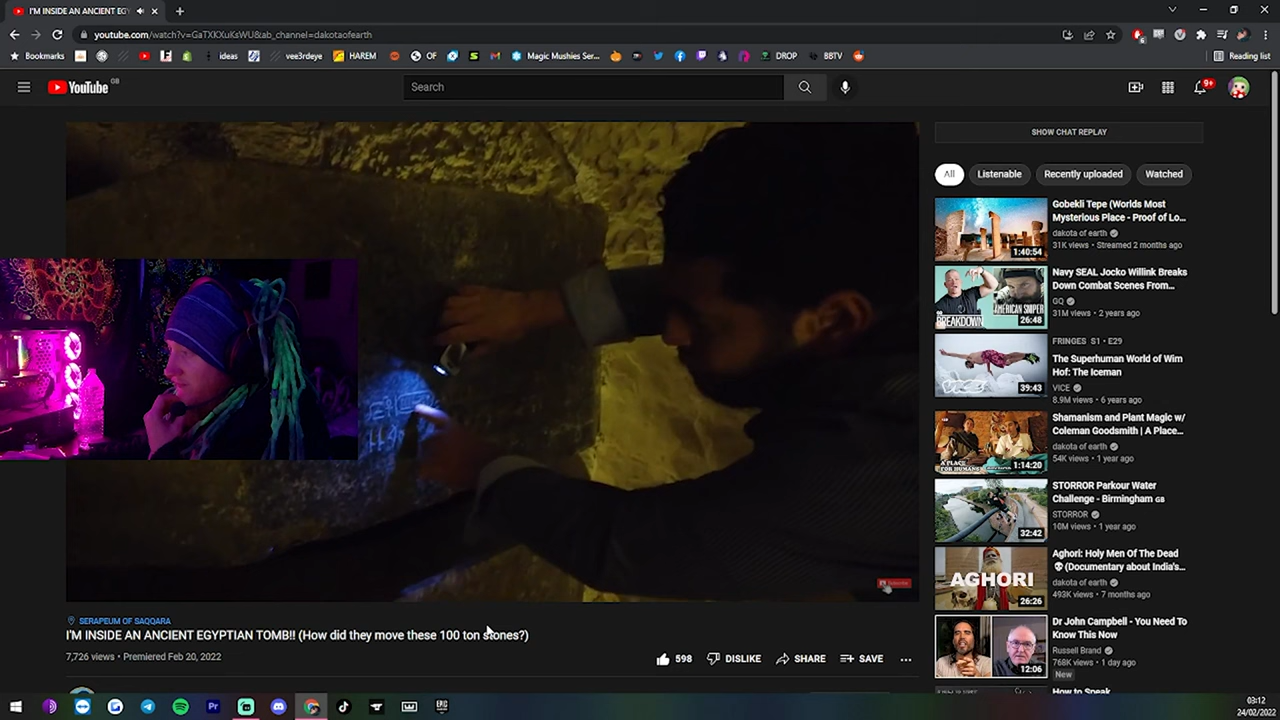 I'M INSIDE AN ANCIENT EGY
youtube.com/watch?v=GaTXKXuKsWU&ab_channel=dakotaofearth
Bookmarks ideas vee3rdeye HAREM OF Magic Mushies Ser... DROP BBTV Reading list
YouTube GB
Search
9+
SHOW CHAT REPLAY
All Listenable Recently uploaded Watched
Gobekli Tepe (Worlds Most
Mysterious Place - Proof of Lo...
dakota of earth
31K views • Streamed 2 months ago
1:40:54
Navy SEAL Jocko Willink Breaks
Down Combat Scenes From...
GQ
31M views • 2 years ago
BREAKDOWN
AMERICAN SNIPER
26:48
FRINGES S1 • E29
The Superhuman World of Wim
Hof: The Iceman
VICE
8.9M views • 6 years ago
39:43
Shamanism and Plant Magic w/
Coleman Goodsmith | A Place...
dakota of earth
54K views • 1 year ago
A PLACE
FOR HUMANS
1:14:20
STORROR Parkour Water
Challenge - Birmingham GB
STORROR
10M views • 1 year ago
32:42
Aghori: Holy Men Of The Dead
(Documentary about India's...
dakota of earth
493K views • 7 months ago
AGHORI
26:26
Dr John Campbell - You Need To
Know This Now
Russell Brand
768K views • 1 day ago
New
12:06
How to Speak
Subscribe
SERAPEUM OF SAQQARA
I'M INSIDE AN ANCIENT EGYPTIAN TOMB!! (How did they move these 100 ton stones?)
7,726 views • Premiered Feb 20, 2022
598 DISLIKE SHARE SAVE
03:12
24/02/2022